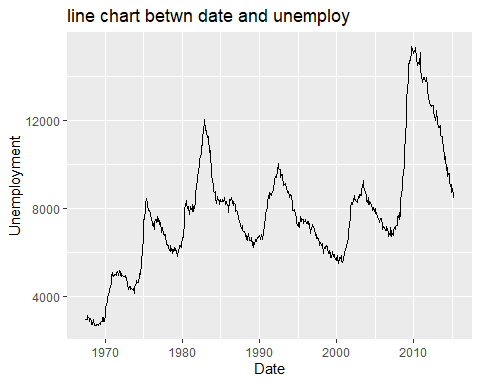 line chart betwn date and unemploy
Unemployment
12000
8000
4000
1970 1980 1990 2000 2010
Date